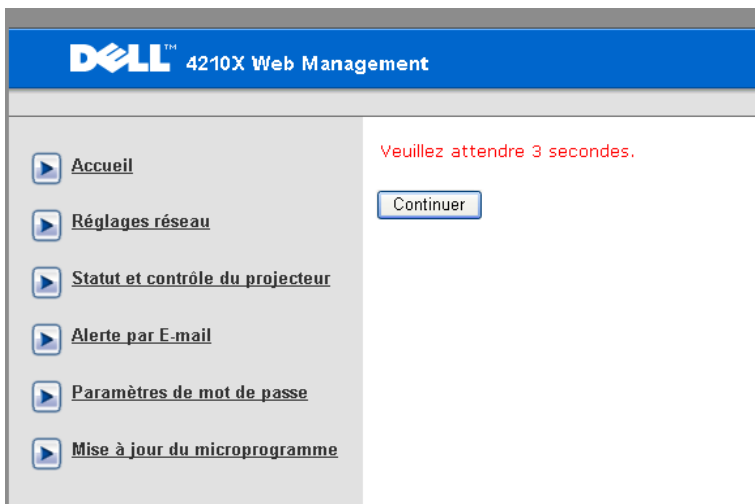 DELL™ 4210X Web Management
Accueil
Réglages réseau
Statut et contrôle du projecteur
Alerte par E-mail
Paramètres de mot de passe
Mise à jour du microprogramme
Veuillez attendre 3 secondes.
Continuer